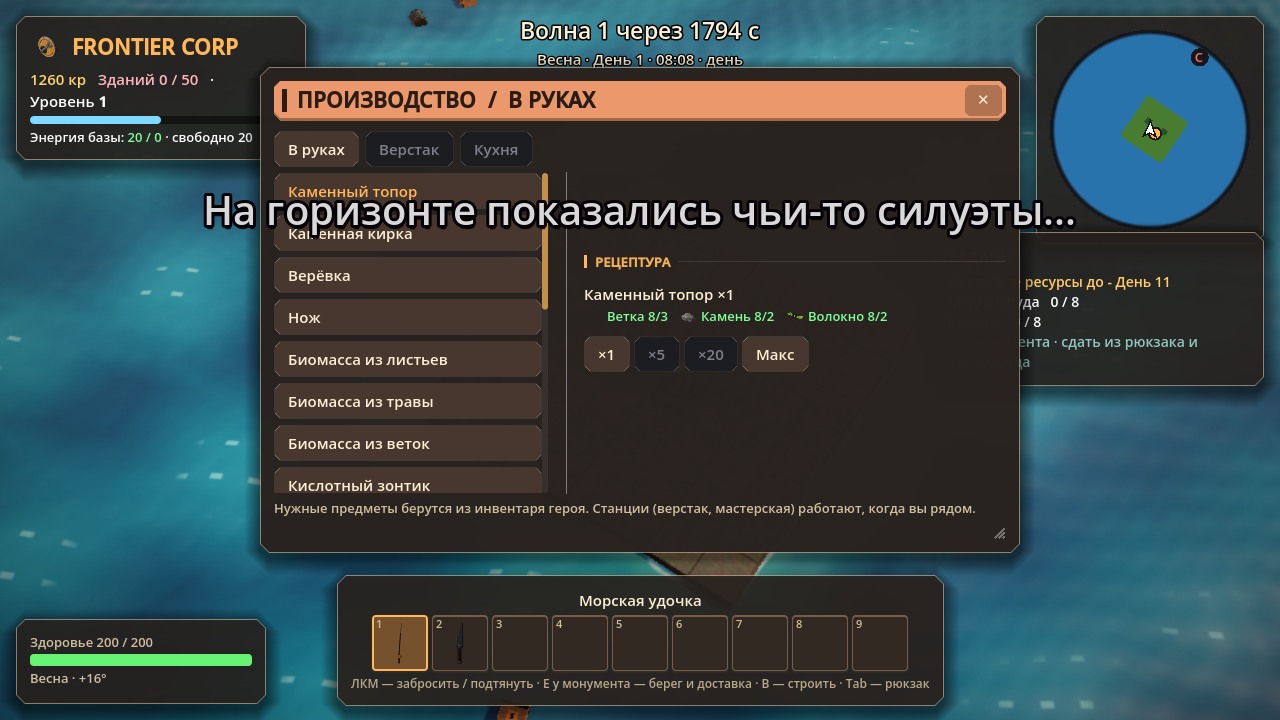 FRONTIER CORP
1260 кр Зданий 0 / 50 ·
Уровень 1
Энергия базы: 20 / 0 · свободно 20
Волна 1 через 1794 с
Весна · День 1 · 08:08 · день
С
ПРОИЗВОДСТВО / В РУКАХ
×
В руках
Верстак
Кухня
Каменный топор
На горизонте показались чьи-то силуэты...
Каменная кирка
Верёвка
Нож
Биомасса из листьев
Биомасса из травы
Биомасса из веток
Кислотный зонтик
РЕЦЕПТУРА
Каменный топор ×1
Ветка 8/3 Камень 8/2 Волокно 8/2
×1 ×5 ×20 Макс
Нужные предметы берутся из инвентаря героя. Станции (верстак, мастерская) работают, когда вы рядом.
ресурсы до - День 11
0 / 8
/ 8
· сдать из рюкзака и
Морская удочка
1 2 3 4 5 6 7 8 9
ЛКМ — забросить / подтянуть · E у монумента — берег и доставка · B — строить · Tab — рюкзак
Здоровье 200 / 200
Весна · +16°